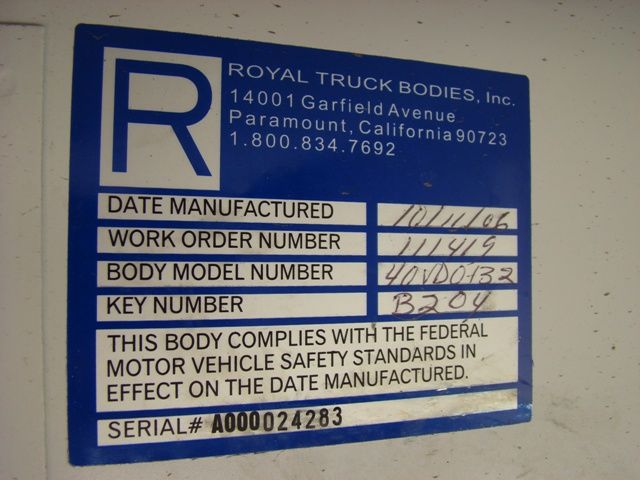 R
ROYAL TRUCK BODIES, Inc.
14001 Garfield Avenue
Paramount, California 90723
1.800.834.7692
DATE MANUFACTURED 10/11/06
WORK ORDER NUMBER 111419
BODY MODEL NUMBER
KEY NUMBER B204
THIS BODY COMPLIES WITH THE FEDERAL
MOTOR VEHICLE SAFETY STANDARDS IN
EFFECT ON THE DATE MANUFACTURED.
SERIAL# A000024283